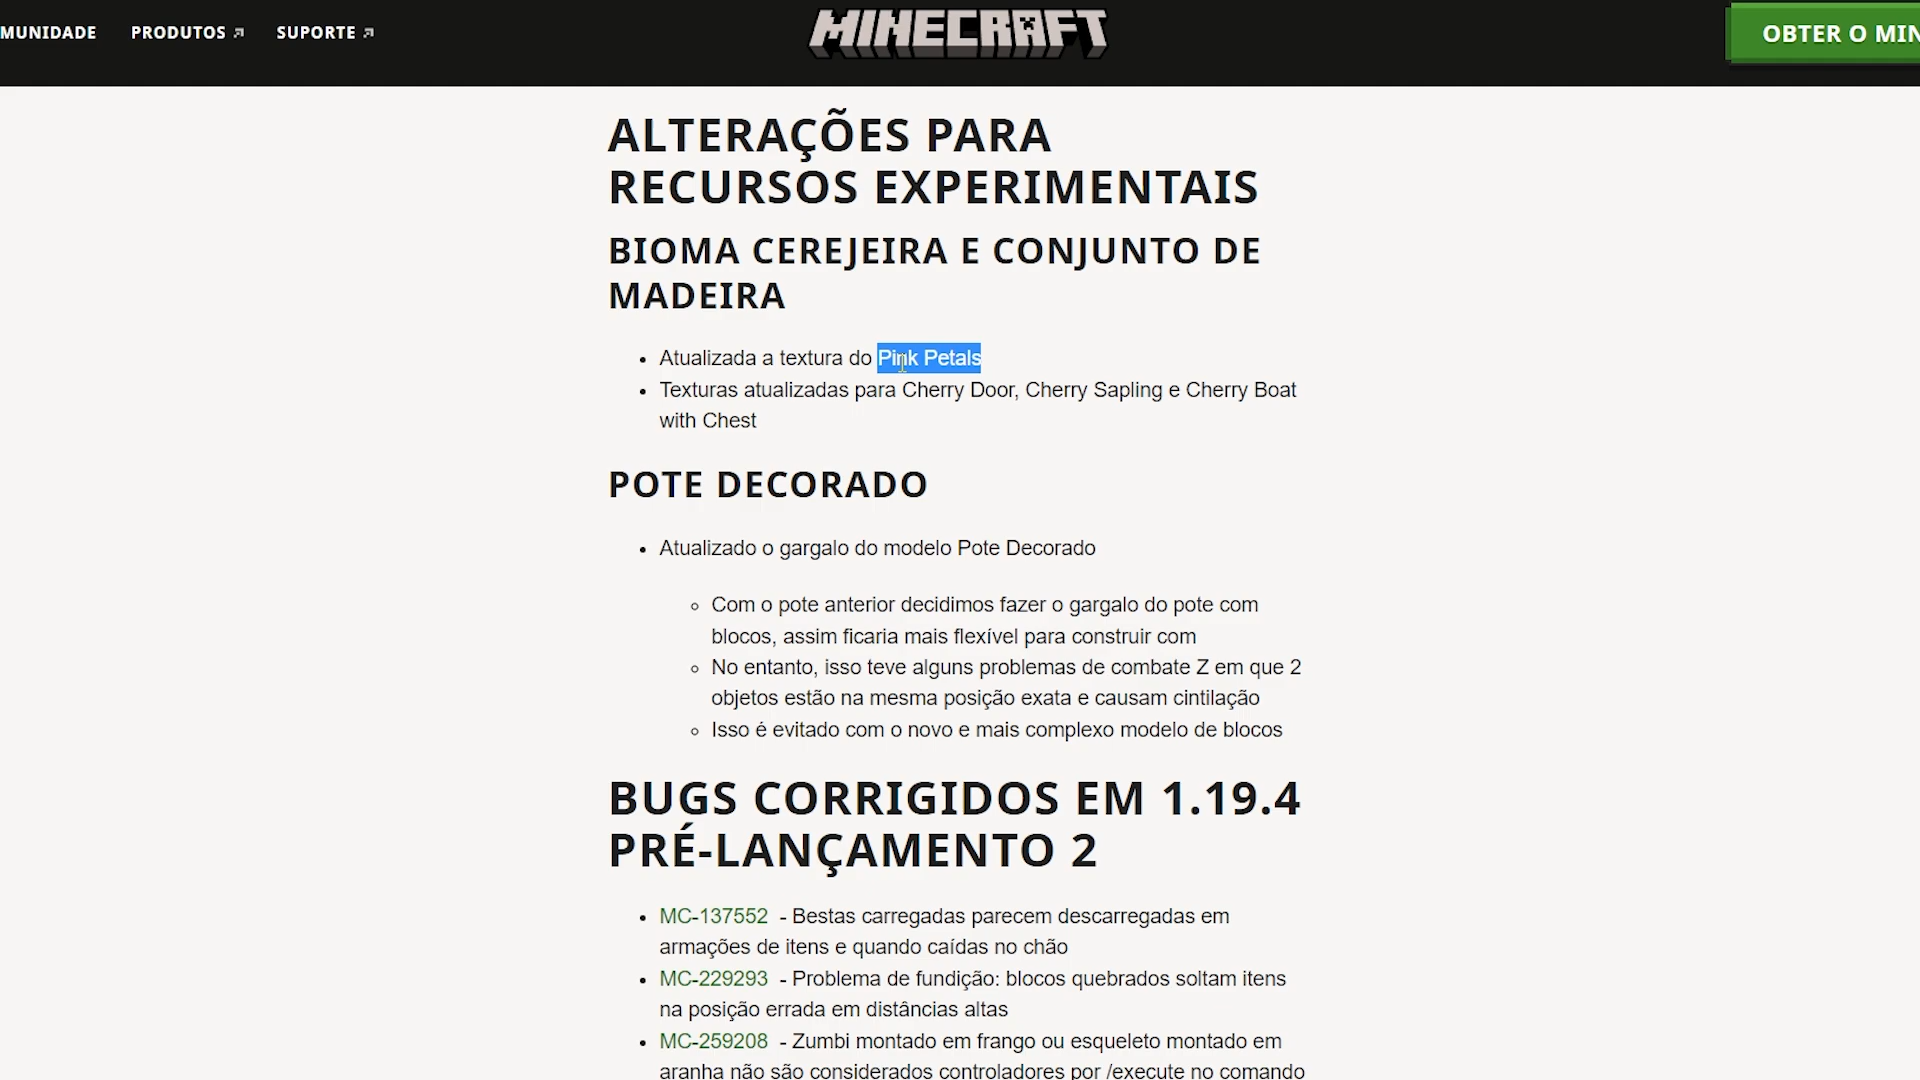 MUNIDADE PRODUTOS SUPORTE MINECRAFT OBTER O MIN
ALTERAÇÕES PARA
RECURSOS EXPERIMENTAIS
BIOMA CEREJEIRA E CONJUNTO DE
MADEIRA
Atualizada a textura do Pink Petals
Texturas atualizadas para Cherry Door, Cherry Sapling e Cherry Boat
with Chest
POTE DECORADO
Atualizado o gargalo do modelo Pote Decorado
Com o pote anterior decidimos fazer o gargalo do pote com
blocos, assim ficaria mais flexível para construir com
No entanto, isso teve alguns problemas de combate Z em que 2
objetos estão na mesma posição exata e causam cintilação
Isso é evitado com o novo e mais complexo modelo de blocos
BUGS CORRIGIDOS EM 1.19.4
PRÉ-LANÇAMENTO 2
MC-137552 - Bestas carregadas parecem descarregadas em
armações de itens e quando caídas no chão
MC-229293 - Problema de fundição: blocos quebrados soltam itens
na posição errada em distâncias altas
MC-259208 - Zumbi montado em frango ou esqueleto montado em
aranha não são considerados controladores por /execute no comando